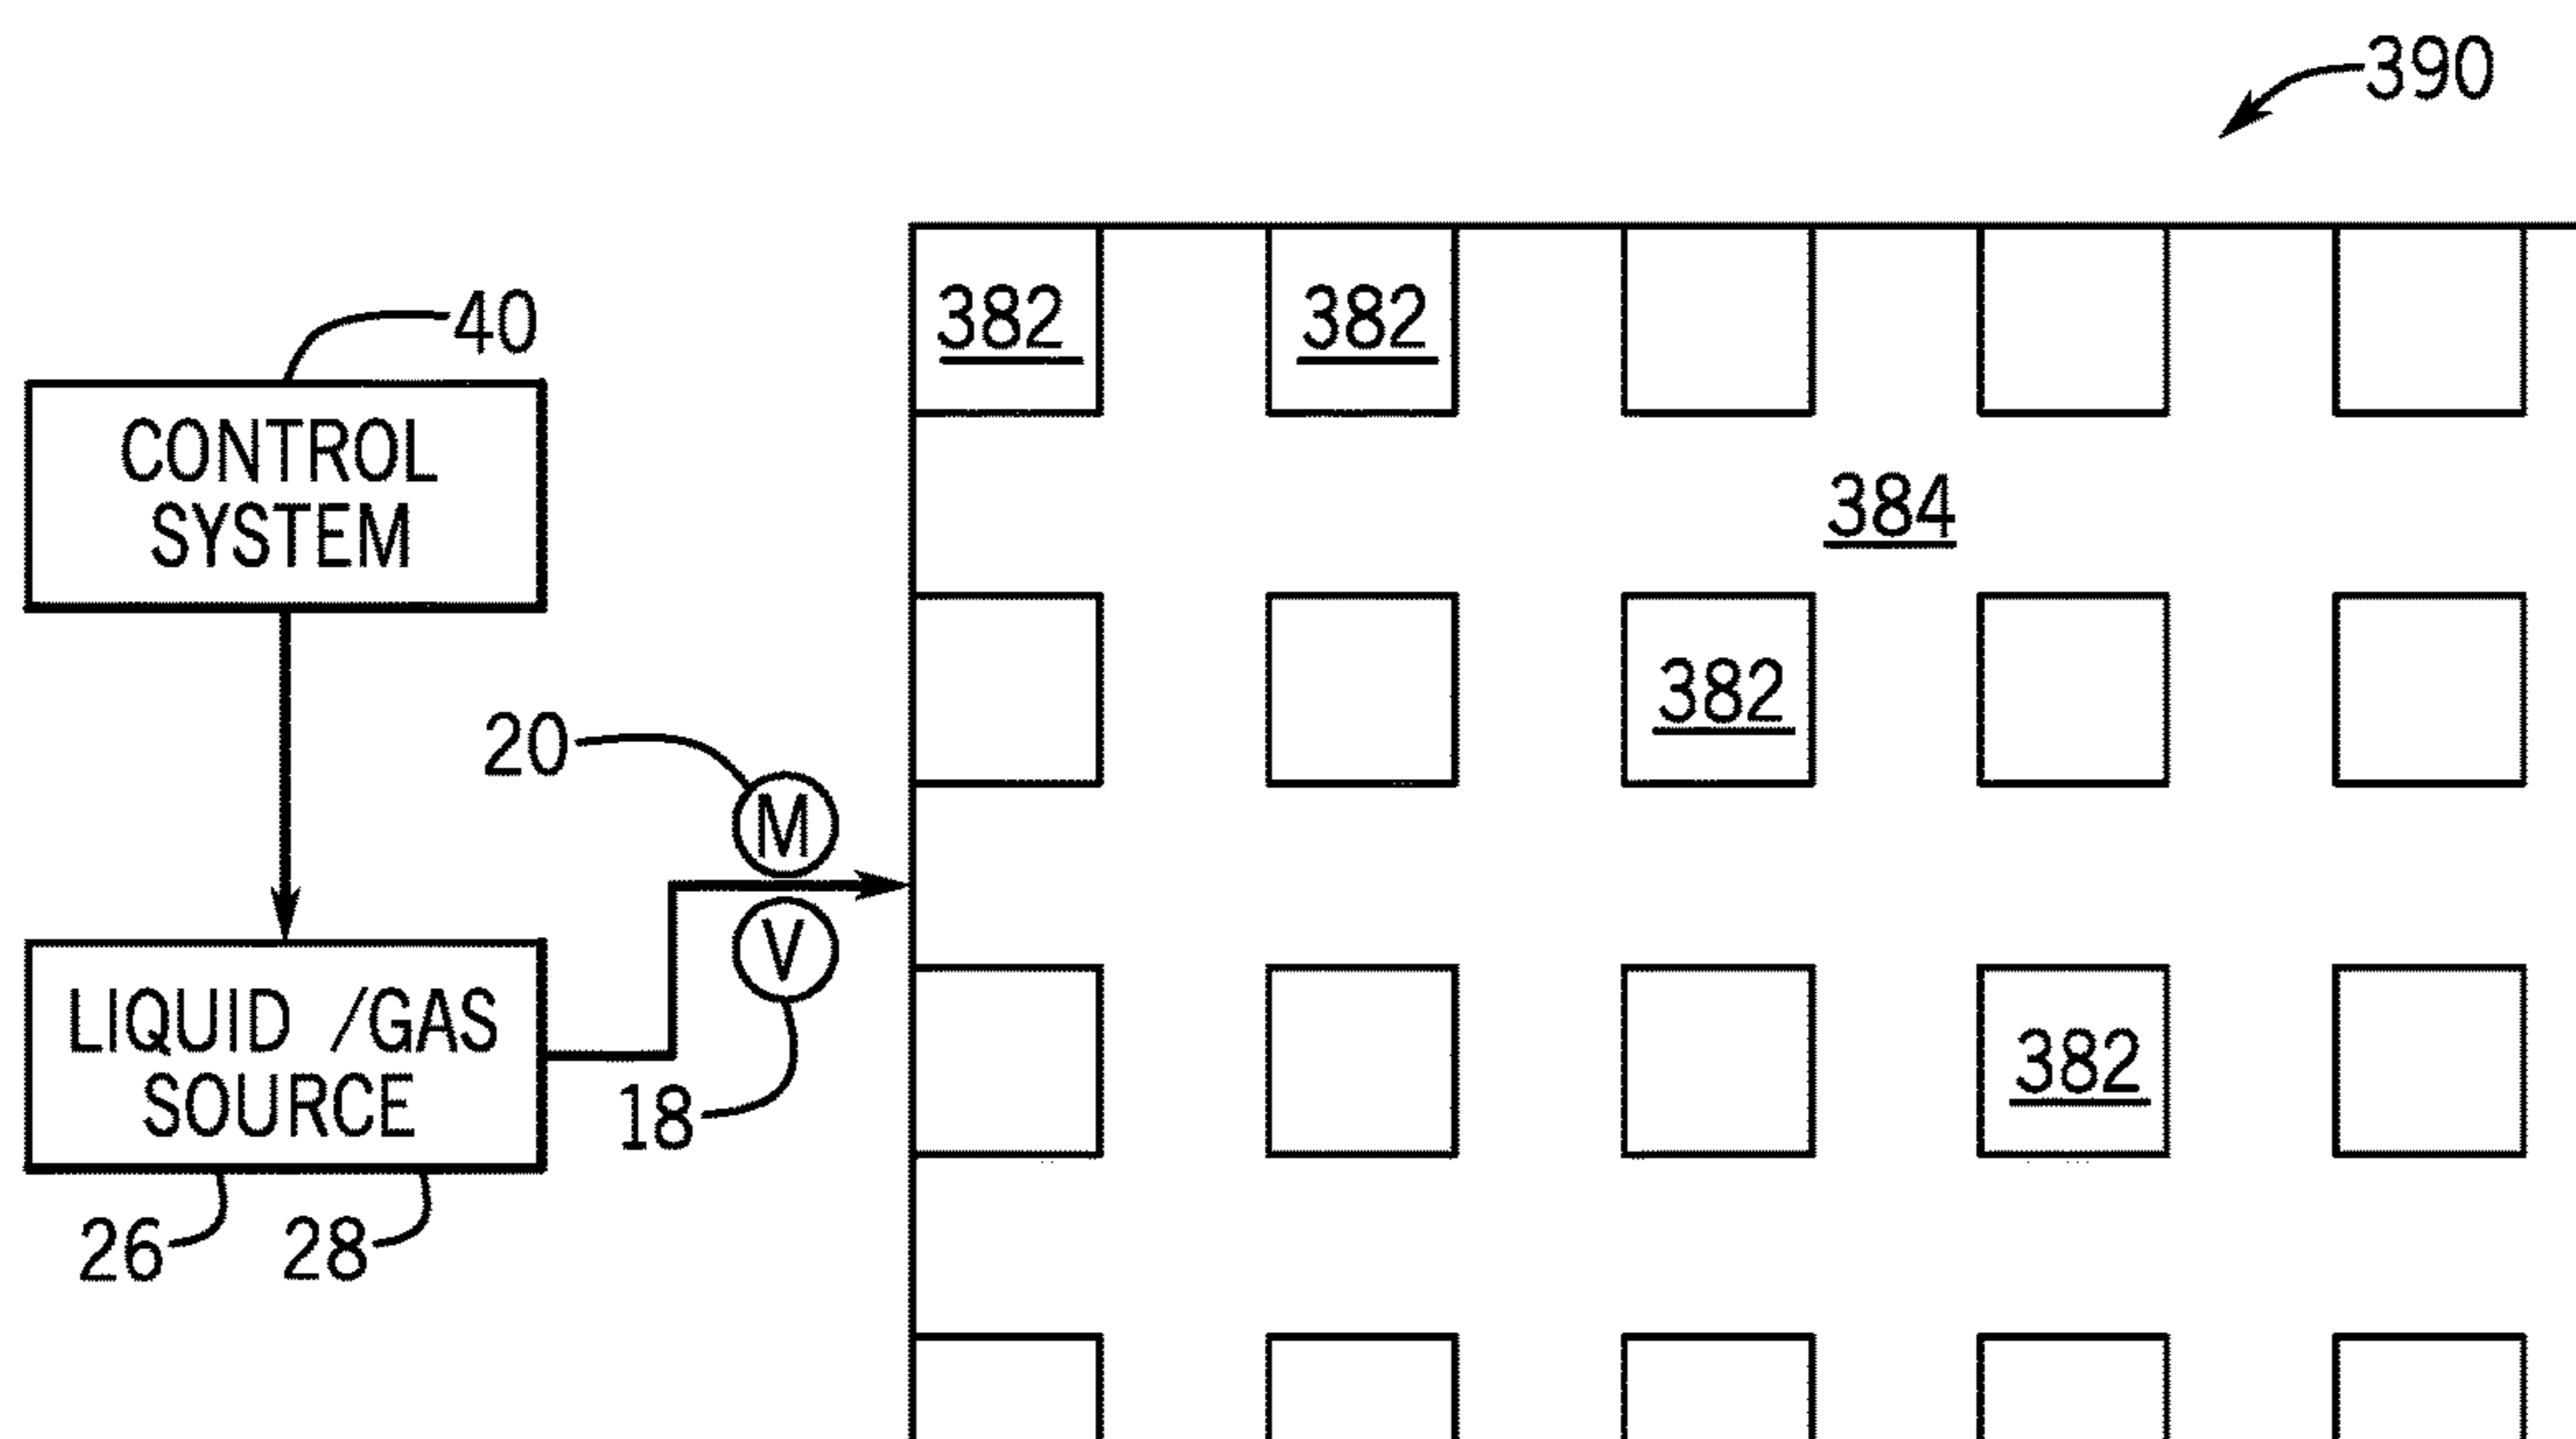 390
382 382
40
CONTROL
SYSTEM
384
382
20
M
V
LIQUID /GAS
SOURCE
18
382
26 28